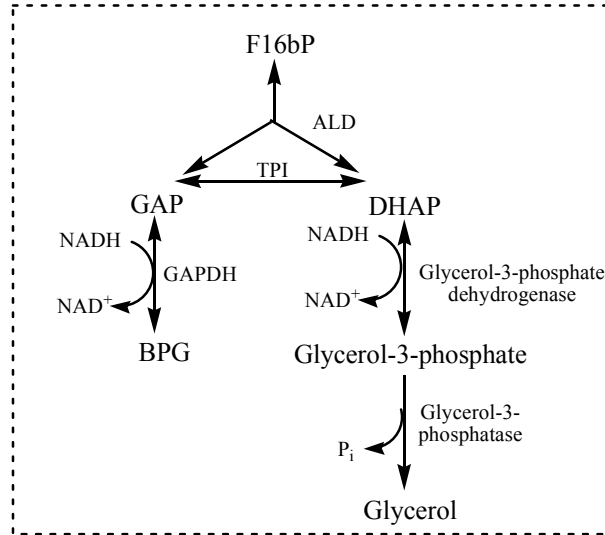 F16bP
ALD
TPI
GAP
DHAP
NADH
NADH
GAPDH
Glycerol-3-phosphate
dehydrogenase
NAD+
NAD+
BPG
Glycerol-3-phosphate
Glycerol-3-
phosphatase
Pi
Glycerol